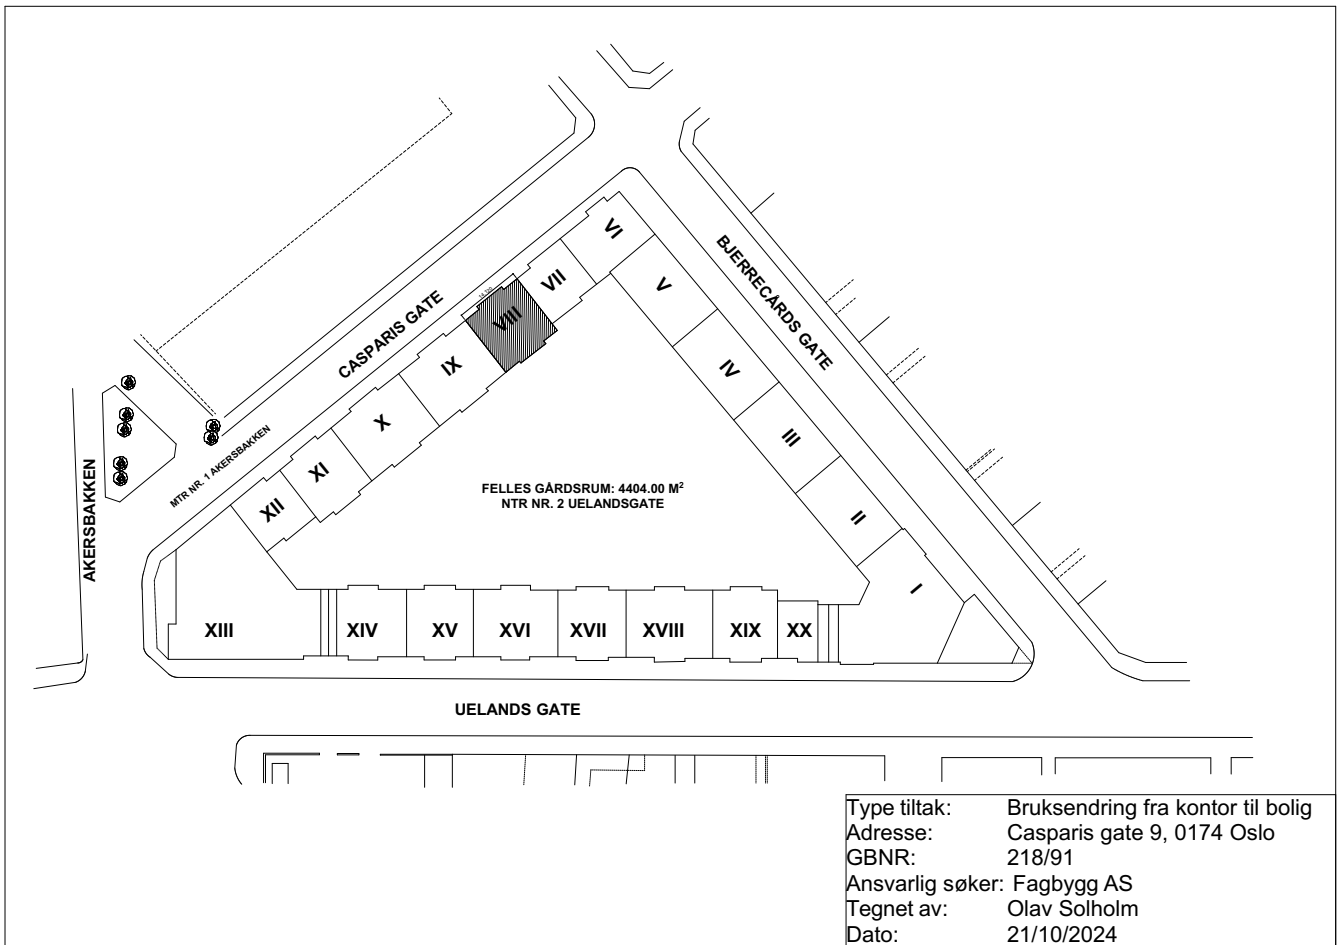 VI
BJERRECÅRDS GATE
VII
V
CASPARIS GATE
VIII
IX
IV
X
III
MTR NR. 1 AKERSBAKKEN
XI
AKERSBAKKEN
FELLES GÅRDSRUM: 4404.00 M²
NTR NR. 2 UELANDSGATE
XII
II
I
XIII
XIV
XV
XVI
XVII
XVIII
XIX
XX
UELANDS GATE
Type tiltak: Bruksendring fra kontor til bolig
Adresse: Casparis gate 9, 0174 Oslo
GBNR: 218/91
Ansvarlig søker: Fagbygg AS
Tegnet av: Olav Solholm
Dato: 21/10/2024